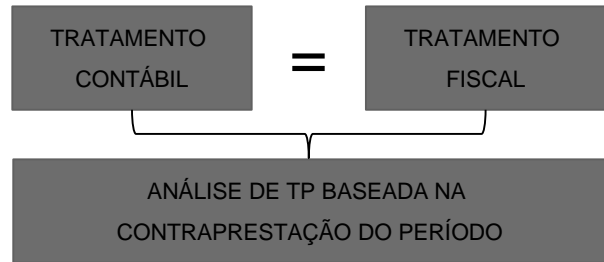 TRATAMENTO
CONTÁBIL
=
TRATAMENTO
FISCAL
ANÁLISE DE TP BASEADA NA
CONTRAPRESTAÇÃO DO PERÍODO